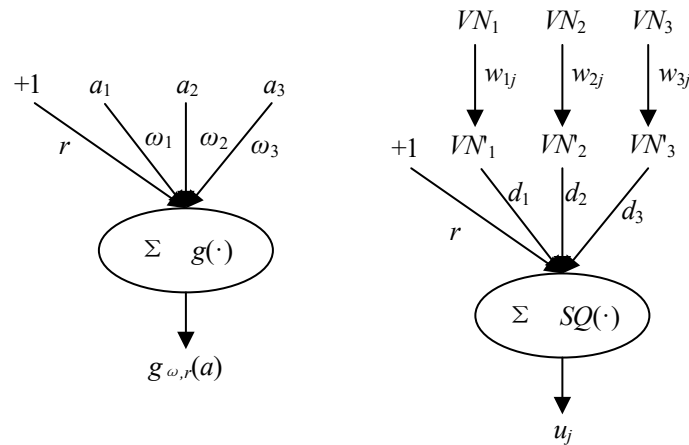 VN₁ VN₂ VN₃
+1 a₁ a₂ a₃
w₁ⱼ w₂ⱼ w₃ⱼ
r ω₁ ω₂ ω₃
+1 VN'₁ VN'₂ VN'₃
r d₁ d₂ d₃
Σ g(·)
Σ SQ(·)
g ω,r(a)
uⱼ